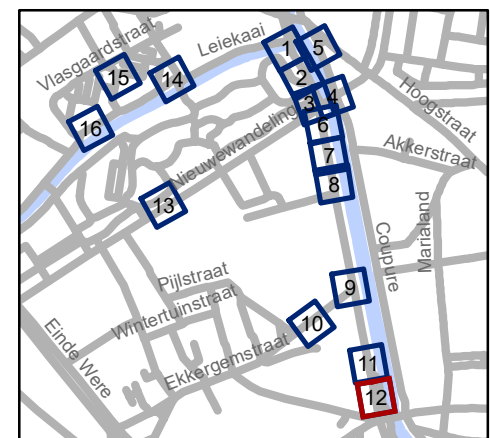 Vlasgaardstraat
Leiekaai
1
5
15
14
2
3
4
Hoogstraat
16
6
Nieuwewandeling
7
Akkerstraat
8
13
Marialand
Coupure
Pijlstraat
9
Wintertuinstraat
10
Einde Were
Ekkergemstraat
11
12